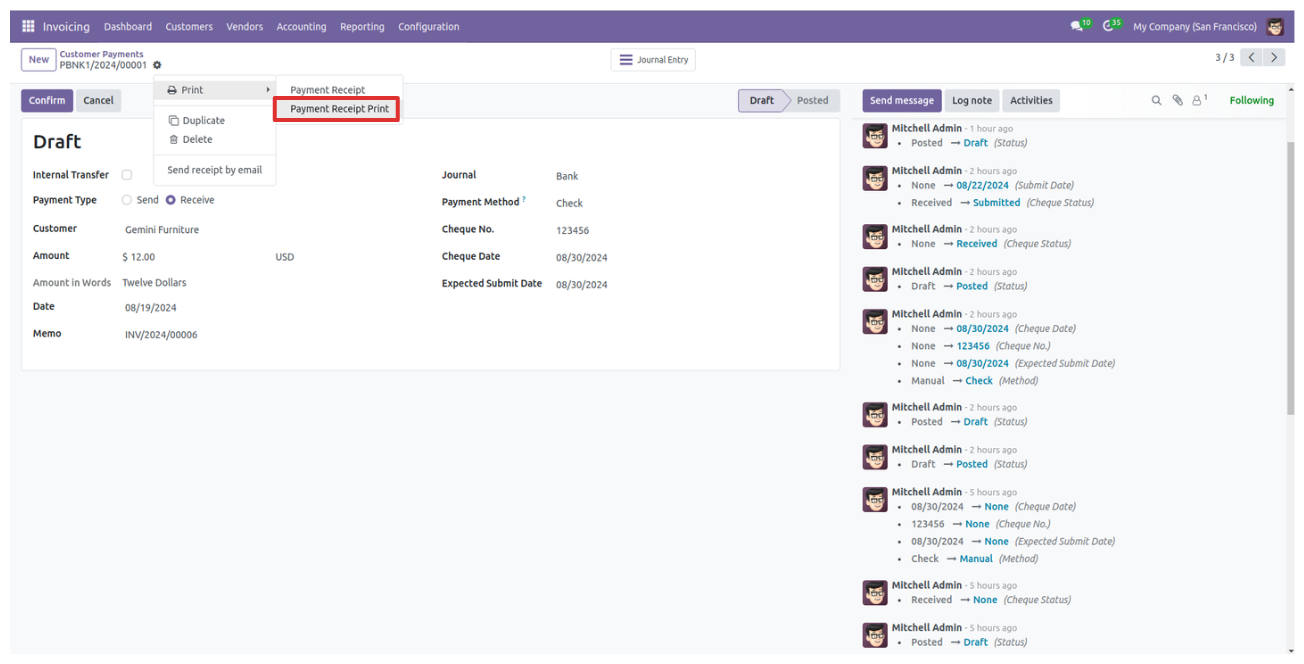 Invoicing Dashboard Customers Vendors Accounting Reporting Configuration 10 35 My Company (San Francisco)
New Customer Payments
PBNK1/2024/00001
Journal Entry
3 / 3
Confirm Cancel
Print
Payment Receipt
Payment Receipt Print
Duplicate
Delete
Send receipt by email
Draft Posted
Draft
Internal Transfer
Payment Type Send Receive
Customer Gemini Furniture
Amount $ 12.00 USD
Amount in Words Twelve Dollars
Date 08/19/2024
Memo INV/2024/00006
Journal Bank
Payment Method ? Check
Cheque No. 123456
Cheque Date 08/30/2024
Expected Submit Date 08/30/2024
Send message Log note Activities 1 Following
Mitchell Admin - 1 hour ago
• Posted → Draft (Status)
Mitchell Admin - 2 hours ago
• None → 08/22/2024 (Submit Date)
• Received → Submitted (Cheque Status)
Mitchell Admin - 2 hours ago
• None → Received (Cheque Status)
Mitchell Admin - 2 hours ago
• Draft → Posted (Status)
Mitchell Admin - 2 hours ago
• None → 08/30/2024 (Cheque Date)
• None → 123456 (Cheque No.)
• None → 08/30/2024 (Expected Submit Date)
• Manual → Check (Method)
Mitchell Admin - 2 hours ago
• Posted → Draft (Status)
Mitchell Admin - 2 hours ago
• Draft → Posted (Status)
Mitchell Admin - 5 hours ago
• 08/30/2024 → None (Cheque Date)
• 123456 → None (Cheque No.)
• 08/30/2024 → None (Expected Submit Date)
• Check → Manual (Method)
Mitchell Admin - 5 hours ago
• Received → None (Cheque Status)
Mitchell Admin - 5 hours ago
• Posted → Draft (Status)